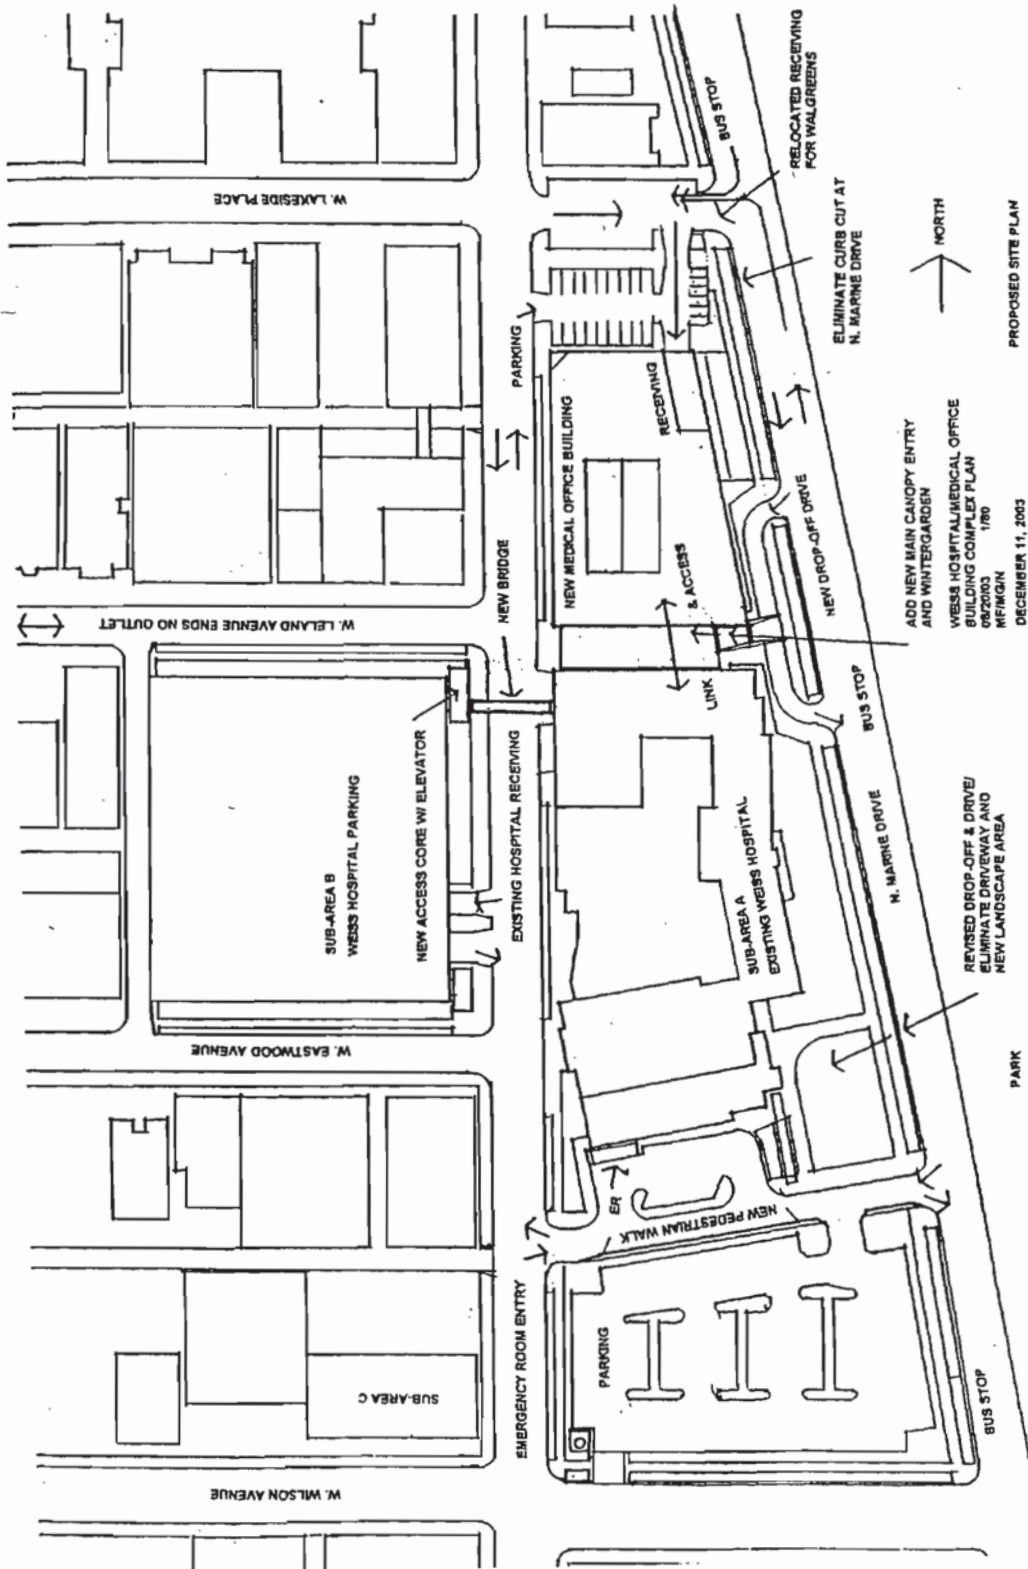 W. LAKESIDE PLACE
BUS STOP
RELOCATED RECEIVING
FOR WALGREENS
ELIMINATE CURB CUT AT
N. MARINE DRIVE
PARKING
NEW MEDICAL OFFICE BUILDING
RECEIVING
W. LELAND AVENUE ENDS NO OUTLET
NEW BRIDGE
& ACCESS
LINK
NEW DROP-OFF DRIVE
BUS STOP
SUB-AREA B
WEISS HOSPITAL PARKING
NEW ACCESS CORE W/ ELEVATOR
EXISTING HOSPITAL RECEIVING
SUB-AREA A
EXISTING WEISS HOSPITAL
N. MARINE DRIVE
W. EASTWOOD AVENUE
ER
NEW PEDESTRIAN WALK
EMERGENCY ROOM ENTRY
PARKING
SUB-AREA C
W. WILSON AVENUE
BUS STOP
REVISED DROP-OFF & DRIVE/
ELIMINATE DRIVEWAY AND
NEW LANDSCAPE AREA
PARK
ADD NEW MAIN CANOPY ENTRY
AND WINTERGARDEN
WEISS HOSPITAL/MEDICAL OFFICE
BUILDING COMPLEX PLAN
1/80
DECEMBER 11, 2003
NORTH
PROPOSED SITE PLAN